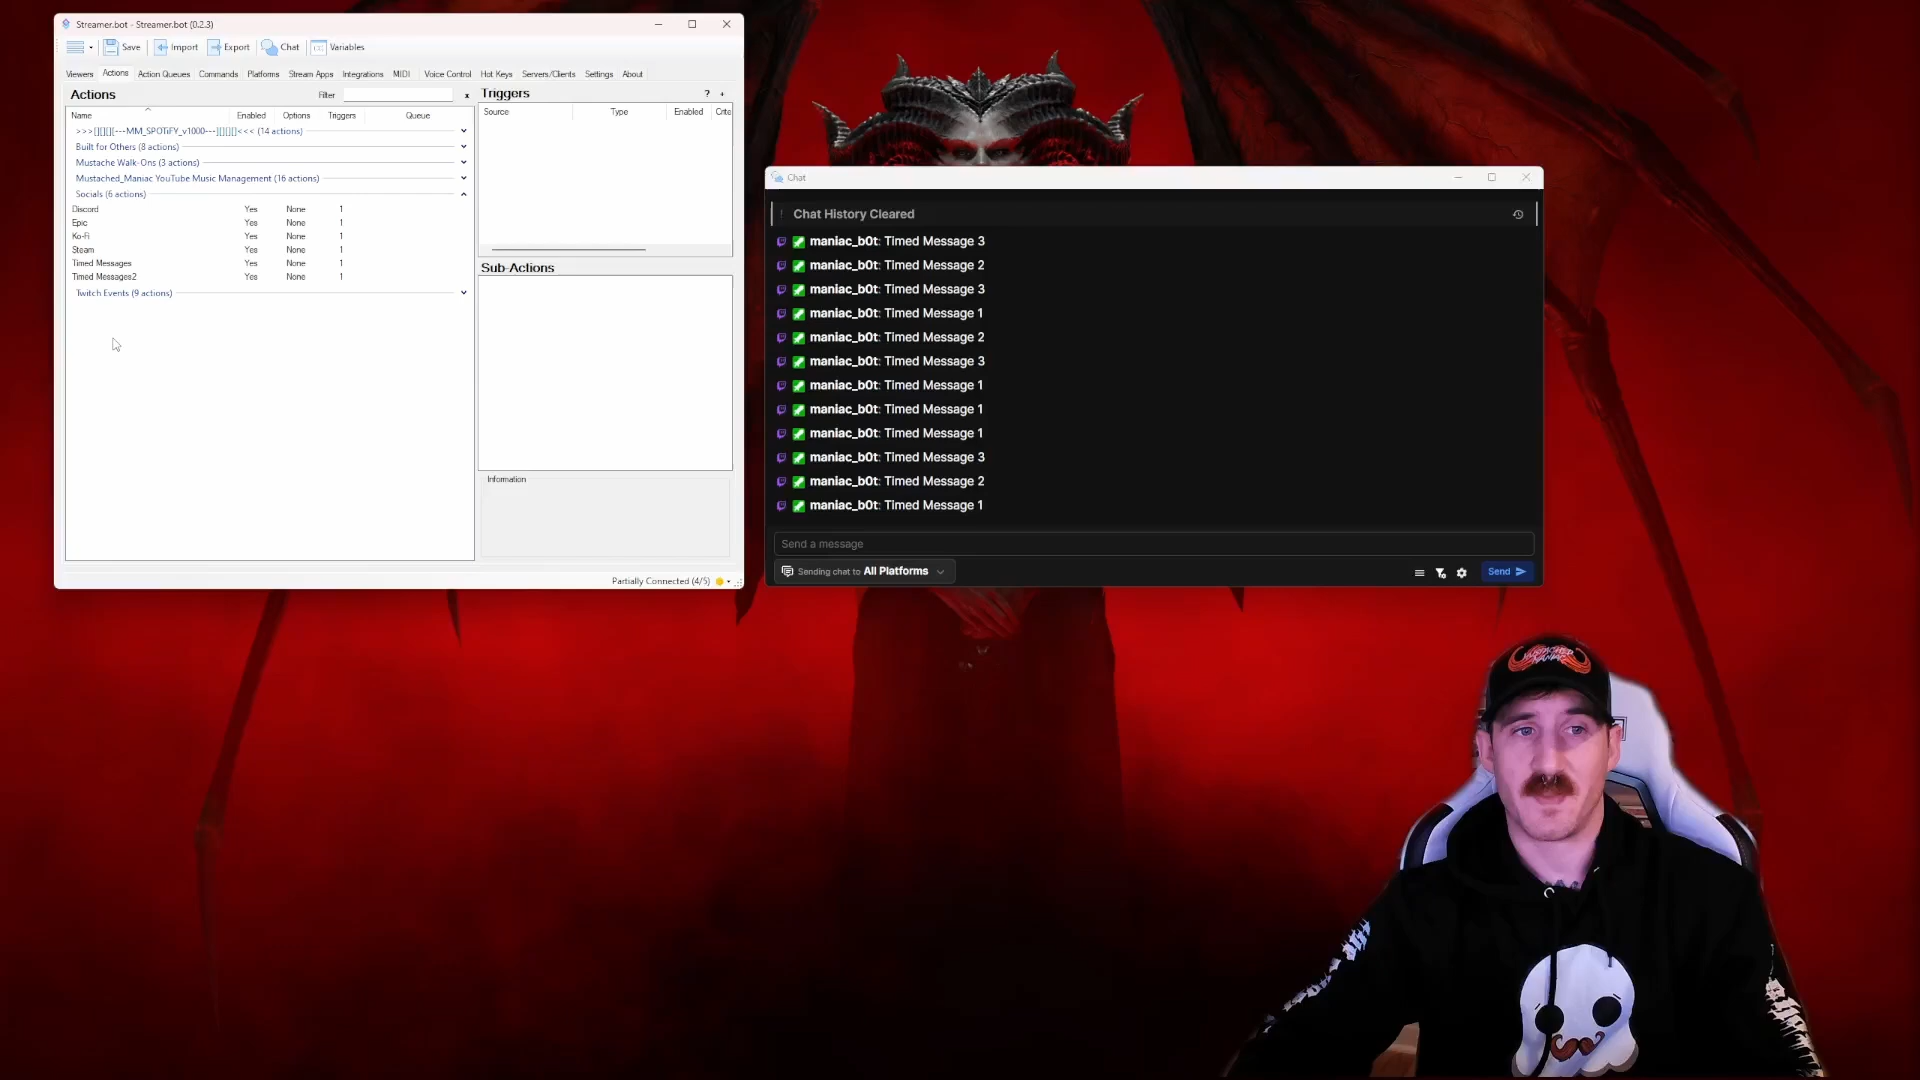 Streamer.bot - Streamer.bot (0.2.3)
Save Import Export Chat Variables
Viewers Actions Action Queues Commands Platforms Stream Apps Integrations MIDI Voice Control Hot Keys Servers/Clients Settings About
Actions Filter x
Name Enabled Options Triggers Queue
>>>[][][][---MM_SPOTiFY_v1000---][][][]<<< (14 actions)
Built for Others (8 actions)
Mustache Walk-Ons (3 actions)
Mustached_Maniac YouTube Music Management (16 actions)
Socials (6 actions)
Discord Yes None 1
Epic Yes None 1
Ko-Fi Yes None 1
Steam Yes None 1
Timed Messages Yes None 1
Timed Messages2 Yes None 1
Twitch Events (9 actions)
Triggers ? +
Source Type Enabled Crite
Sub-Actions
Information
Partially Connected (4/5)
Chat
Chat History Cleared
maniac_b0t: Timed Message 3
maniac_b0t: Timed Message 2
maniac_b0t: Timed Message 3
maniac_b0t: Timed Message 1
maniac_b0t: Timed Message 2
maniac_b0t: Timed Message 3
maniac_b0t: Timed Message 1
maniac_b0t: Timed Message 1
maniac_b0t: Timed Message 1
maniac_b0t: Timed Message 3
maniac_b0t: Timed Message 2
maniac_b0t: Timed Message 1
Send a message
Sending chat to All Platforms
Send